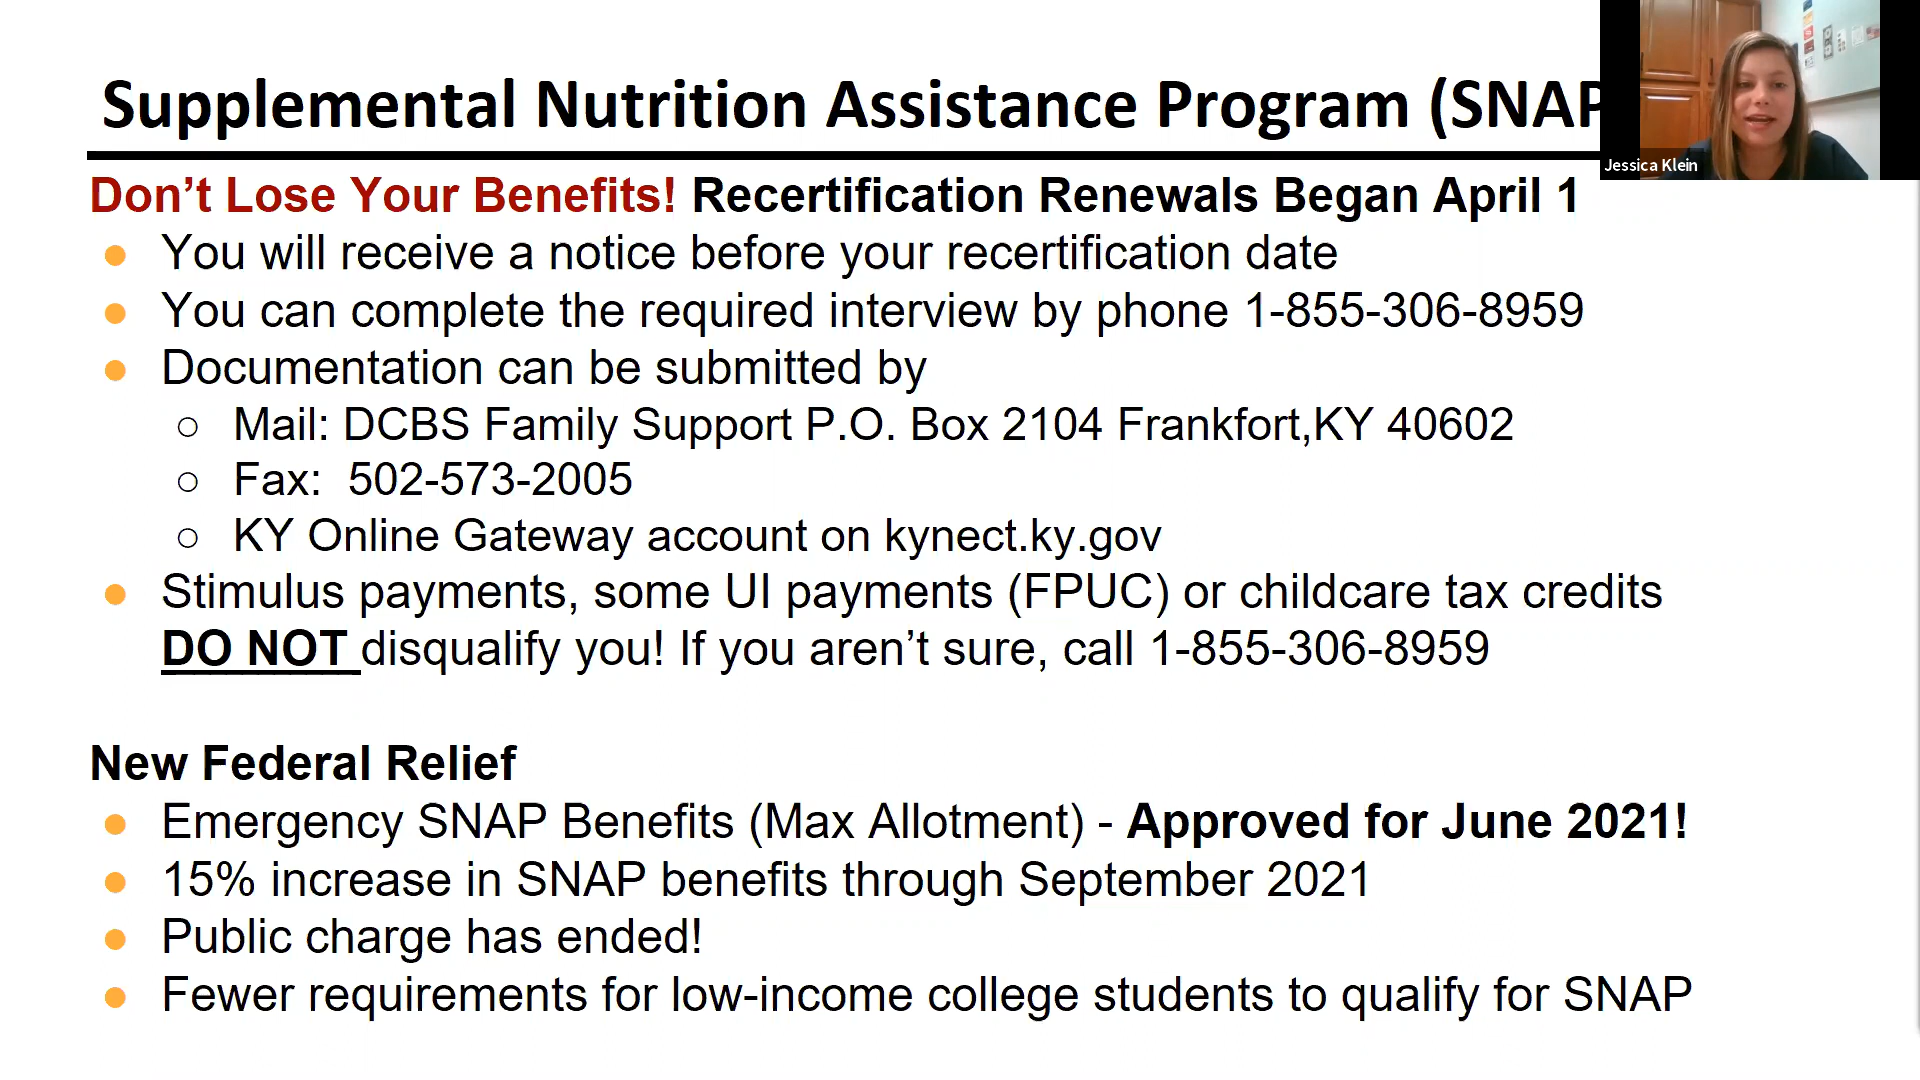 Supplemental Nutrition Assistance Program (SNAP
Jessica Klein
Don’t Lose Your Benefits! Recertification Renewals Began April 1
● You will receive a notice before your recertification date
● You can complete the required interview by phone 1-855-306-8959
● Documentation can be submitted by
○ Mail: DCBS Family Support P.O. Box 2104 Frankfort,KY 40602
○ Fax:  502-573-2005
○ KY Online Gateway account on kynect.ky.gov
● Stimulus payments, some UI payments (FPUC) or childcare tax credits
DO NOT disqualify you! If you aren’t sure, call 1-855-306-8959
New Federal Relief
● Emergency SNAP Benefits (Max Allotment) - Approved for June 2021!
● 15% increase in SNAP benefits through September 2021
● Public charge has ended!
● Fewer requirements for low-income college students to qualify for SNAP